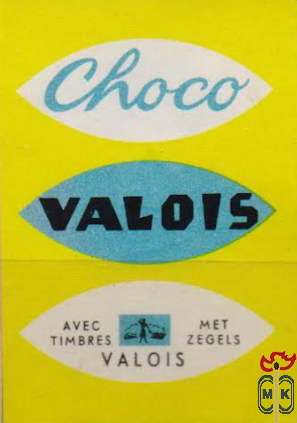 Choco
VALOIS
AVEC MET
TIMBRES ZEGELS
VALOIS
MK